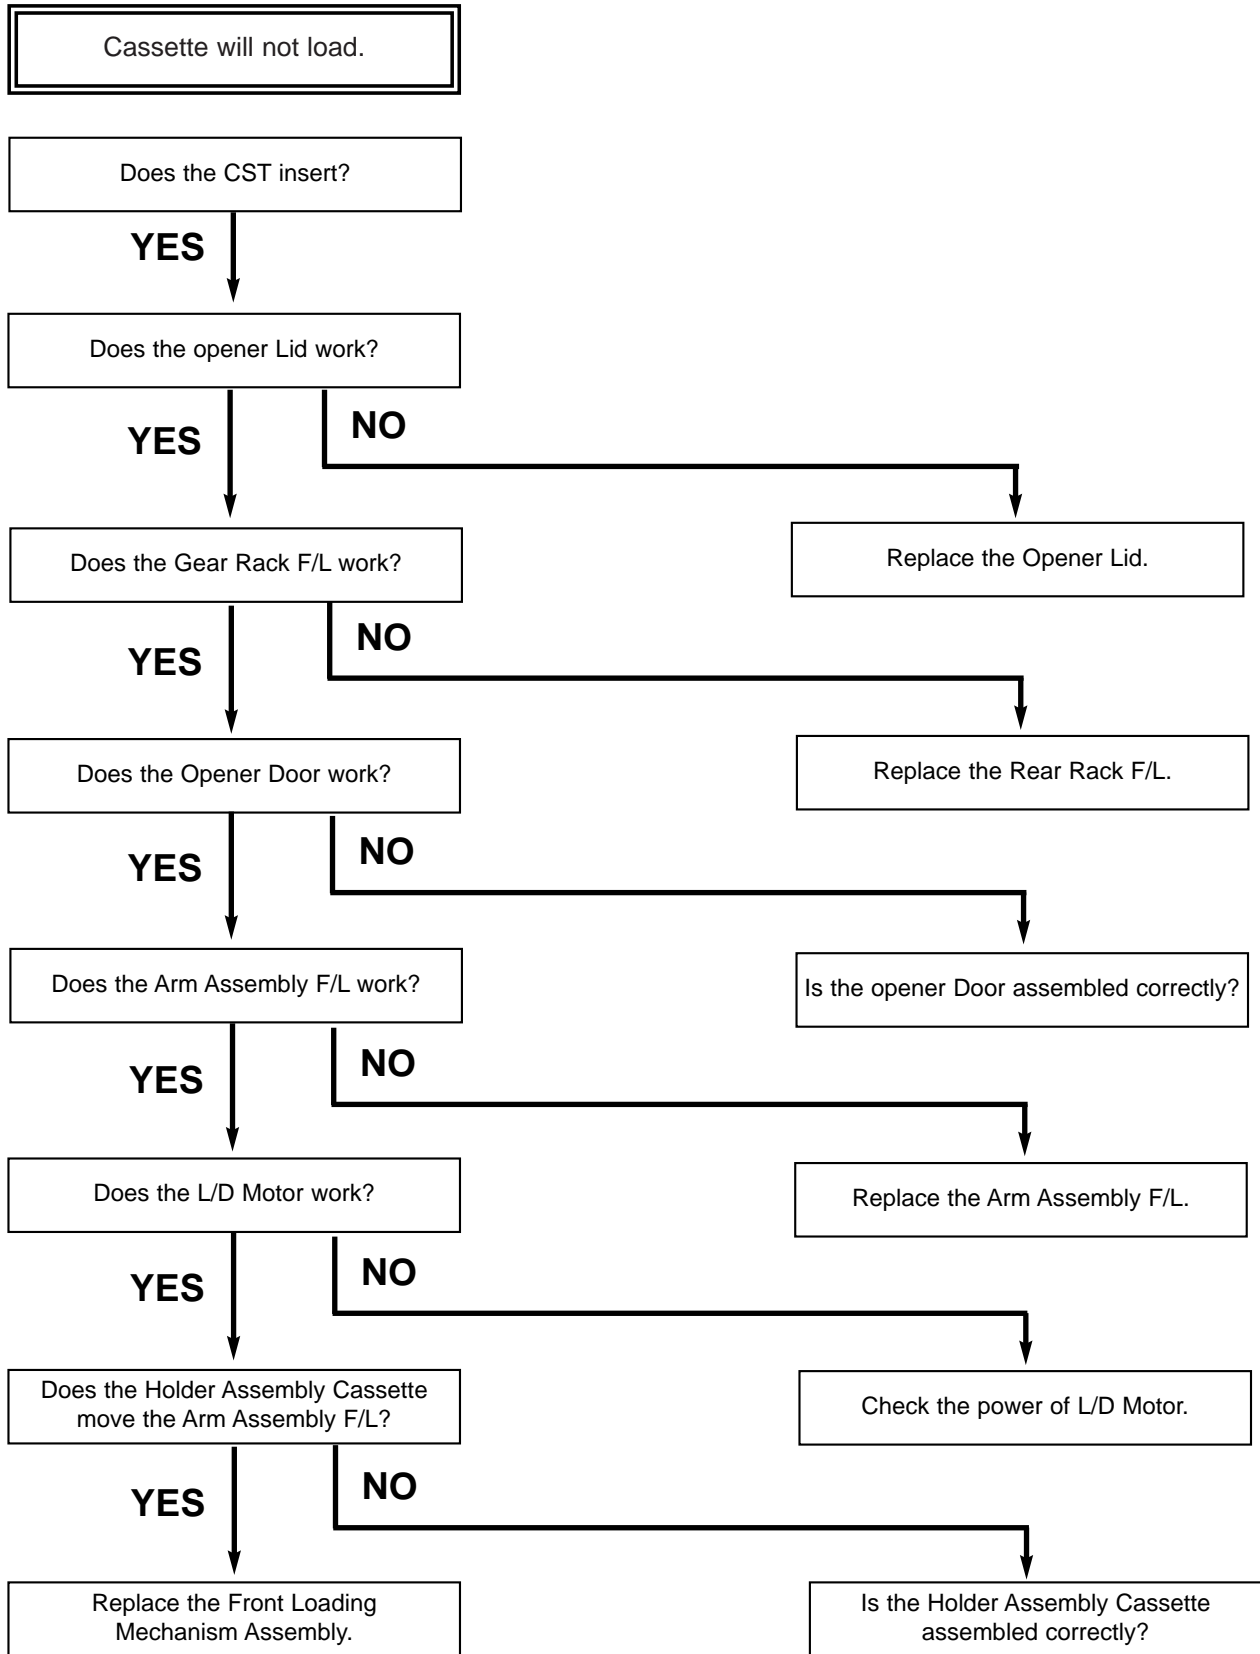 Cassette will not load.
Does the CST insert?
YES
Does the opener Lid work?
YES
NO
Does the Gear Rack F/L work?
Replace the Opener Lid.
YES
NO
Does the Opener Door work?
Replace the Rear Rack F/L.
YES
NO
Does the Arm Assembly F/L work?
Is the opener Door assembled correctly?
YES
NO
Does the L/D Motor work?
Replace the Arm Assembly F/L.
YES
NO
Does the Holder Assembly Cassette
move the Arm Assembly F/L?
Check the power of L/D Motor.
YES
NO
Replace the Front Loading
Mechanism Assembly.
Is the Holder Assembly Cassette
assembled correctly?